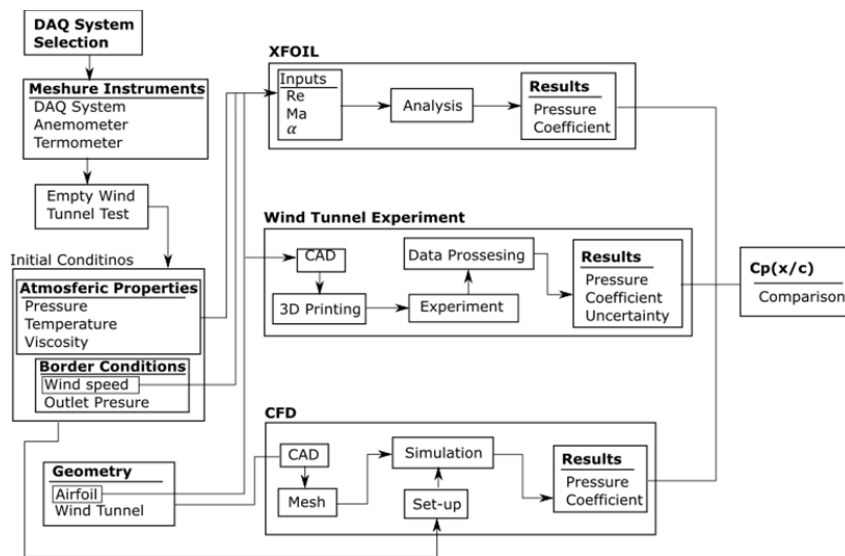 DAQ System
Selection
Meshure Instruments
DAQ System
Anemometer
Termometer
Empty Wind
Tunnel Test
Initial Conditinos
Atmosferic Properties
Pressure
Temperature
Viscosity
Border Conditions
Wind speed
Outlet Presure
Geometry
Airfoil
Wind Tunnel
XFOIL
Inputs
Re
Ma
α
Analysis
Results
Pressure
Coefficient
Wind Tunnel Experiment
CAD
3D Printing
Experiment
Data Prossesing
Results
Pressure
Coefficient
Uncertainty
CFD
CAD
Mesh
Simulation
Set-up
Results
Pressure
Coefficient
Cp(x/c)
Comparison